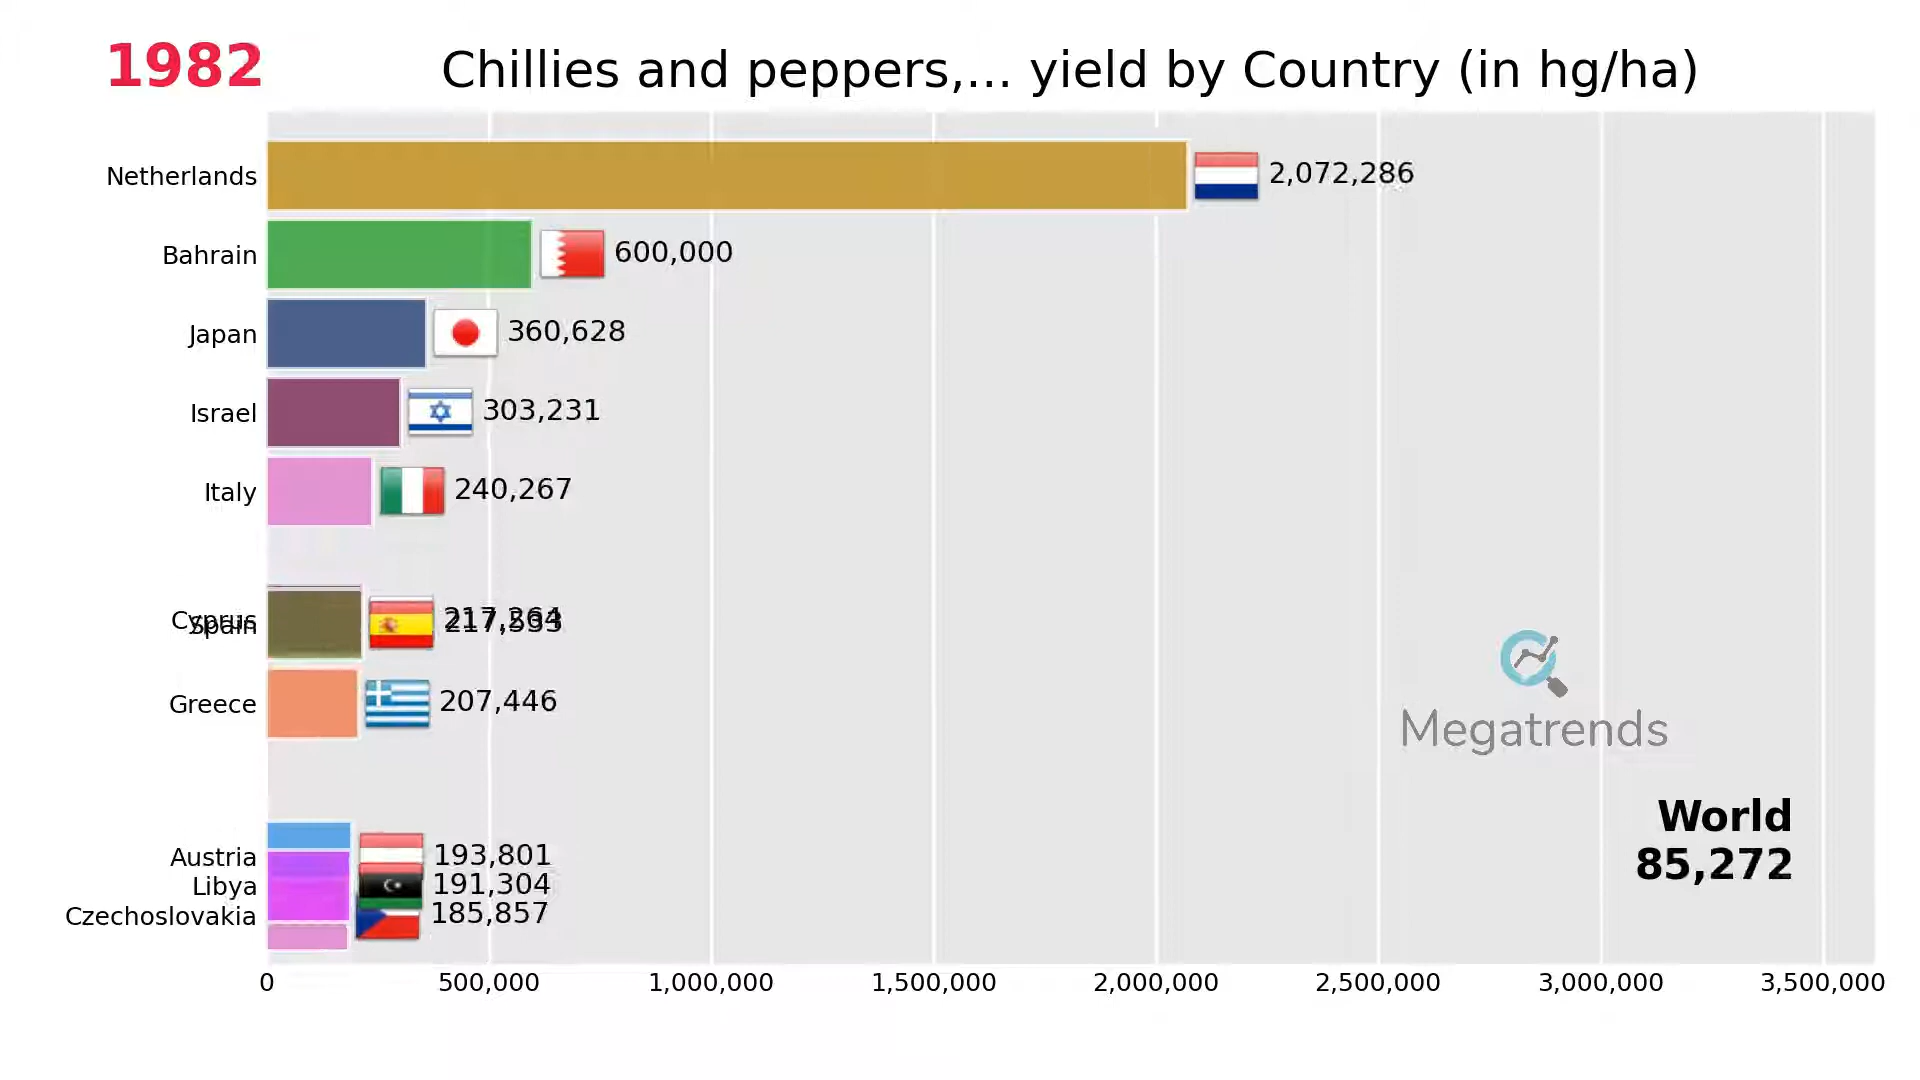 1982 Chillies and peppers,... yield by Country (in hg/ha)
Netherlands 2,072,286
Bahrain 600,000
Japan 360,628
Israel 303,231
Italy 240,267
Cyprus
Spain
Greece 207,446
Megatrends
World
85,272
Austria 193,801
Libya 191,304
Czechoslovakia 185,857
0 500,000 1,000,000 1,500,000 2,000,000 2,500,000 3,000,000 3,500,000